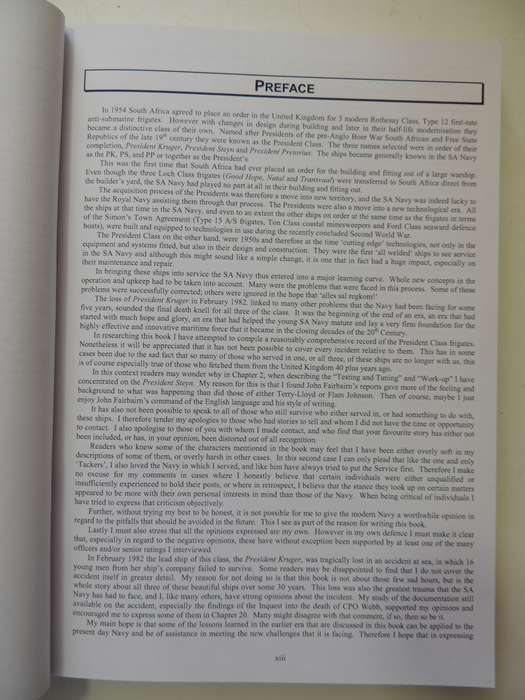 PREFACE
In 1954 South Africa agreed to place an order in the United Kingdom for 3 modern Rothesay Class, Type 12 first-rate
anti-submarine frigates. However with changes in design during building and later in their half-life modernisation they
became a distinctive class of their own. Named after Presidents of the pre-Anglo Boer War South African and Free State
Republics of the late 19th century they were known as the President Class. The three names selected were in order of their
completion, President Kruger, President Steyn and President Pretorius. The ships became generally known in the SA Navy
as the PK, PS, and PP or together as the President's.
This was the first time that South Africa had ever placed an order for the building and fitting out of a large warship.
Even though the three Loch Class frigates (Good Hope, Natal and Transvaal) were transferred to South Africa direct from
the builder's yard, the SA Navy had played no part at all in their building and fitting out.
The acquisition process of the Presidents was therefore a move into new territory, and the SA Navy was indeed lucky to
have the Royal Navy assisting them through that process. The Presidents were also a move into a new technological era. All
the ships at that time in the SA Navy, and even to an extent the other ships on order at the same time as the frigates in terms
of the Simon's Town Agreement (Type 15 A/S frigates, Ton Class coastal minesweepers and Ford Class seaward defence
boats), were built and equipped to technologies in use during the recently concluded Second World War.
The President Class on the other hand, were 1950s and therefore at the time 'cutting edge' technologies, not only in the
equipment and systems fitted, but also in their design and construction. They were the first 'all welded' ships to see service
in the SA Navy and although this might sound like a simple change, it is one that in fact had a huge impact, especially on
their maintenance and repair.
In bringing these ships into service the SA Navy thus entered into a major learning curve. Whole new concepts in the
operation and upkeep had to be taken into account. Many were the problems that were faced in this process. Some of these
problems were successfully corrected; others were ignored in the hope that 'alles sal regkom!'
The loss of President Kruger in February 1982, linked to many other problems that the Navy had been facing for some
five years, sounded the final death knell for all three of the class. It was the beginning of the end of an era, an era that had
started with much hope and glory, an era that had helped the young SA Navy mature and lay a very firm foundation for the
highly effective and innovative maritime force that it became in the closing decades of the 20th Century.
In researching this book I have attempted to compile a reasonably comprehensive record of the President Class frigates.
Nonetheless it will be appreciated that it has not been possible to cover every incident relative to them. This has in some
cases been due to the sad fact that so many of those who served in one, or all three, of these ships are no longer with us, this
is of course especially true of those who fetched them from the United Kingdom 40 plus years ago.
In this context readers may wonder why in Chapter 2, when describing the "Testing and Tuning" and "Work-up" I have
concentrated on the President Steyn. My reason for this is that I found John Fairbairn's reports gave more of the feeling and
background to what was happening than did those of either Terry-Lloyd or Flam Johnson. Then of course, maybe I just
enjoy John Fairbairn's command of the English language and his style of writing.
It has also not been possible to speak to all of those who still survive who either served in, or had something to do with,
these ships. I therefore tender my apologies to those who had stories to tell and whom I did not have the time or opportunity
to contact. I also apologise to those of you with whom I made contact, and who find that your favourite story has either not
been included, or has, in your opinion, been distorted out of all recognition.
Readers who knew some of the characters mentioned in the book may feel that I have been either overly soft in my
descriptions of some of them, or overly harsh in other cases. In this second case I can only plead that like the one and only
'Tackers', I also loved the Navy in which I served, and like him have always tried to put the Service first. Therefore I make
no excuse for my comments in cases where I honestly believe that certain individuals were either unqualified or
insufficiently experienced to hold their posts, or where in retrospect, I believe that the stance they took up on certain matters
appeared to be more with their own personal interests in mind than those of the Navy. When being critical of individuals I
have tried to express that criticism objectively.
Further, without trying my best to be honest, it is not possible for me to give the modern Navy a worthwhile opinion in
regard to the pitfalls that should be avoided in the future. This I see as part of the reason for writing this book.
Lastly I must also stress that all the opinions expressed are my own. However in my own defence I must make it clear
that, especially in regard to the negative opinions, these have without exception been supported by at least one of the many
officers and/or senior ratings I interviewed.
In February 1982 the lead ship of this class, the President Kruger, was tragically lost in an accident at sea, in which 16
young men from her ship's company failed to survive. Some readers may be disappointed to find that I do not cover the
accident itself in greater detail. My reason for not doing so is that this book is not about those few sad hours, but is the
whole story about all three of these beautiful ships over some 30 years. This loss was also the greatest trauma that the SA
Navy has had to face, and I, like many others, have strong opinions about the incident. My study of the documentation still
available on the accident, especially the findings of the Inquest into the death of CPO Webb, supported my opinions and
encouraged me to express some of them in Chapter 20. Many might disagree with that comment, if so, then so be it.
My main hope is that some of the lessons learned in the earlier era that are discussed in this book can be applied to the
present day Navy and be of assistance in meeting the new challenges that it is facing. Therefore I hope that in expressing
xiii